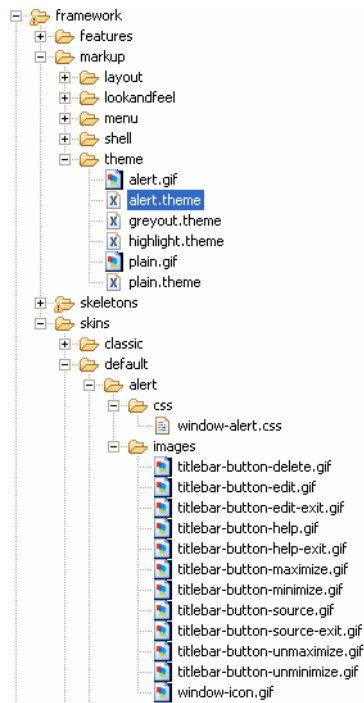 framework
features
markup
layout
lookandfeel
menu
shell
theme
alert.gif
alert.theme
greyout.theme
highlight.theme
plain.gif
plain.theme
skeletons
skins
classic
default
alert
css
window-alert.css
images
titlebar-button-delete.gif
titlebar-button-edit.gif
titlebar-button-edit-exit.gif
titlebar-button-help.gif
titlebar-button-help-exit.gif
titlebar-button-maximize.gif
titlebar-button-minimize.gif
titlebar-button-source.gif
titlebar-button-source-exit.gif
titlebar-button-unmaximize.gif
titlebar-button-unminimize.gif
window-icon.gif